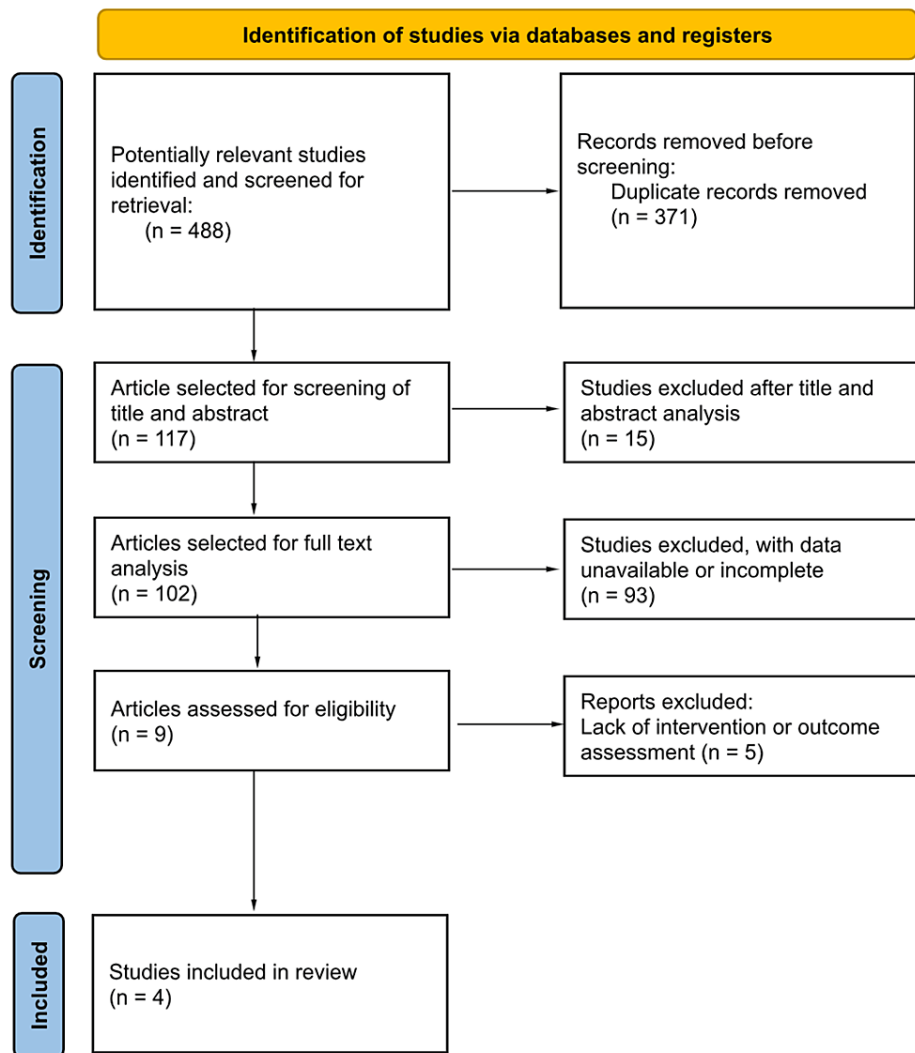 Identification of studies via databases and registers
Identification
Potentially relevant studies
identified and screened for
retrieval:
(n = 488)
Records removed before
screening:
Duplicate records removed
(n = 371)
Screening
Article selected for screening of
title and abstract
(n = 117)
Studies excluded after title and
abstract analysis
(n = 15)
Articles selected for full text
analysis
(n = 102)
Studies excluded, with data
unavailable or incomplete
(n = 93)
Articles assessed for eligibility
(n = 9)
Reports excluded:
Lack of intervention or outcome
assessment (n = 5)
Included
Studies included in review
(n = 4)